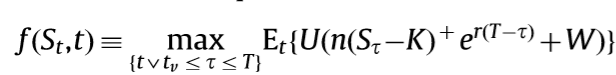 f(S_t,t) ≡ max_{{t∨t_v ≤ τ ≤ T}} E_t{U(n(S_τ−K)^+ e^{r(T−τ)}+W)}